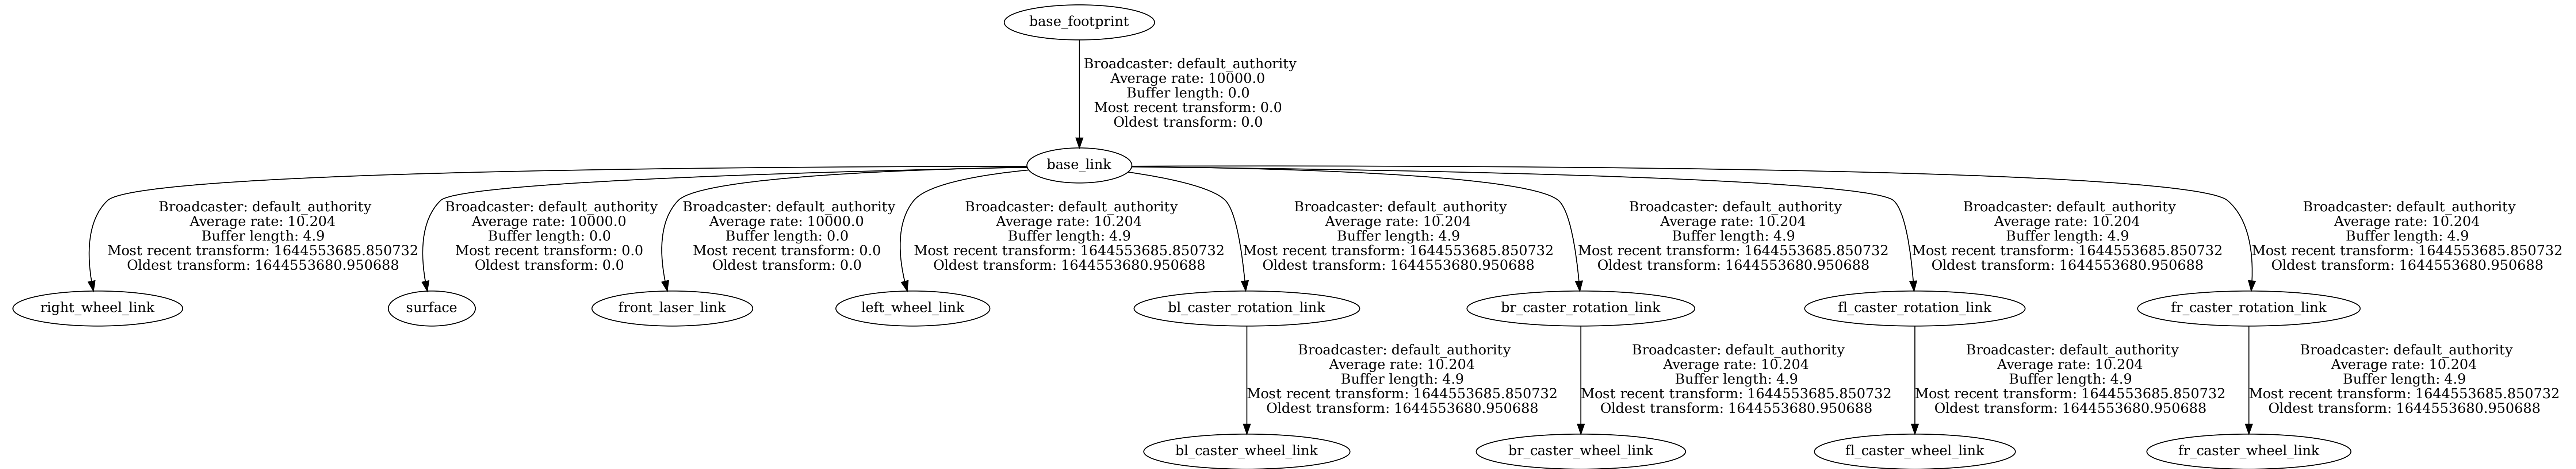 base_footprint
Broadcaster: default_authority
Average rate: 10000.0
Buffer length: 0.0
Most recent transform: 0.0
Oldest transform: 0.0
base_link
Broadcaster: default_authority
Average rate: 10.204
Buffer length: 4.9
Most recent transform: 1644553685.850732
Oldest transform: 1644553680.950688
Broadcaster: default_authority
Average rate: 10000.0
Buffer length: 0.0
Most recent transform: 0.0
Oldest transform: 0.0
Broadcaster: default_authority
Average rate: 10000.0
Buffer length: 0.0
Most recent transform: 0.0
Oldest transform: 0.0
Broadcaster: default_authority
Average rate: 10.204
Buffer length: 4.9
Most recent transform: 1644553685.850732
Oldest transform: 1644553680.950688
Broadcaster: default_authority
Average rate: 10.204
Buffer length: 4.9
Most recent transform: 1644553685.850732
Oldest transform: 1644553680.950688
Broadcaster: default_authority
Average rate: 10.204
Buffer length: 4.9
Most recent transform: 1644553685.850732
Oldest transform: 1644553680.950688
Broadcaster: default_authority
Average rate: 10.204
Buffer length: 4.9
Most recent transform: 1644553685.850732
Oldest transform: 1644553680.950688
Broadcaster: default_authority
Average rate: 10.204
Buffer length: 4.9
Most recent transform: 1644553685.850732
Oldest transform: 1644553680.950688
right_wheel_link
surface
front_laser_link
left_wheel_link
bl_caster_rotation_link
br_caster_rotation_link
fl_caster_rotation_link
fr_caster_rotation_link
Broadcaster: default_authority
Average rate: 10.204
Buffer length: 4.9
Most recent transform: 1644553685.850732
Oldest transform: 1644553680.950688
Broadcaster: default_authority
Average rate: 10.204
Buffer length: 4.9
Most recent transform: 1644553685.850732
Oldest transform: 1644553680.950688
Broadcaster: default_authority
Average rate: 10.204
Buffer length: 4.9
Most recent transform: 1644553685.850732
Oldest transform: 1644553680.950688
Broadcaster: default_authority
Average rate: 10.204
Buffer length: 4.9
Most recent transform: 1644553685.850732
Oldest transform: 1644553680.950688
bl_caster_wheel_link
br_caster_wheel_link
fl_caster_wheel_link
fr_caster_wheel_link